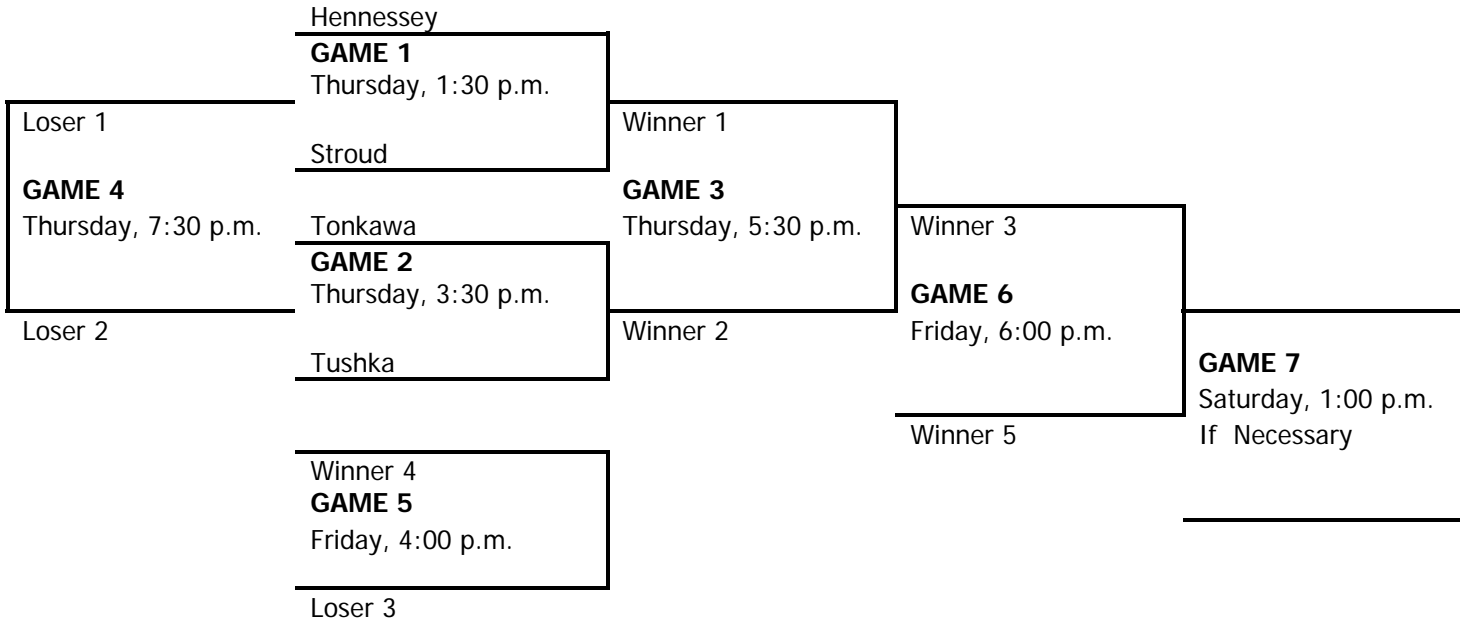 Hennessey
GAME 1
Thursday, 1:30 p.m.
Loser 1
Winner 1
Stroud
GAME 4
GAME 3
Thursday, 7:30 p.m.
Tonkawa
Thursday, 5:30 p.m.
Winner 3
GAME 2
Thursday, 3:30 p.m.
GAME 6
Loser 2
Winner 2
Friday, 6:00 p.m.
Tushka
GAME 7
Saturday, 1:00 p.m.
Winner 5
If Necessary
Winner 4
GAME 5
Friday, 4:00 p.m.
Loser 3